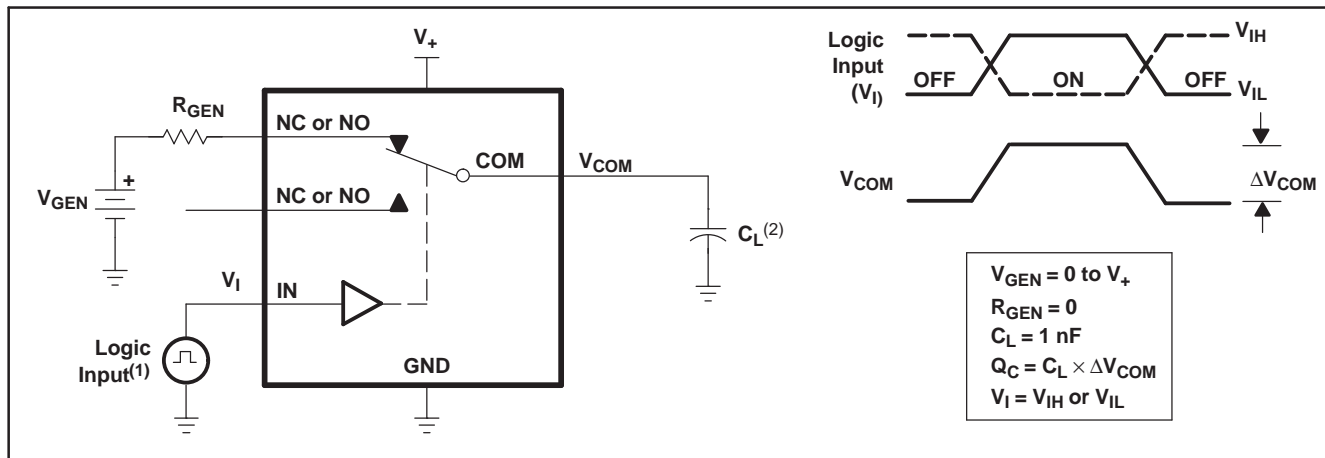 V+
RGEN
NC or NO
COM
VCOM
VGEN
+
NC or NO
CL(2)
VI
IN
Logic
Input(1)
GND
Logic
Input
(VI)
OFF
ON
OFF
VIH
VIL
VCOM
ΔVCOM
VGEN = 0 to V+
RGEN = 0
CL = 1 nF
QC = CL × ΔVCOM
VI = VIH or VIL